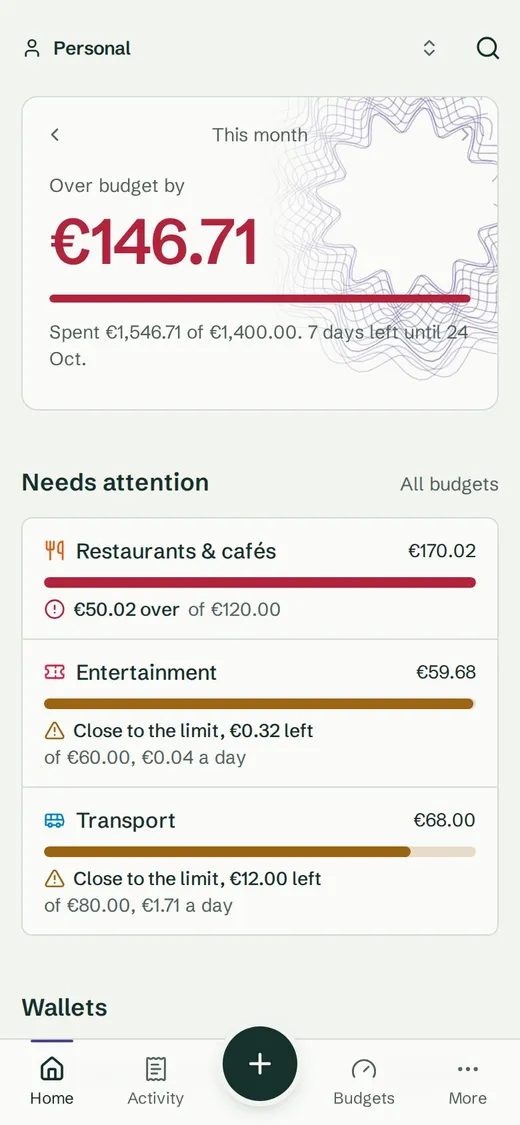 Personal
This month
Over budget by
€146.71
Spent €1,546.71 of €1,400.00. 7 days left until 24
Oct.
Needs attention
All budgets
Restaurants & cafés
€170.02
€50.02 over of €120.00
Entertainment
€59.68
Close to the limit, €0.32 left
of €60.00, €0.04 a day
Transport
€68.00
Close to the limit, €12.00 left
of €80.00, €1.71 a day
Wallets
Home
Activity
Budgets
More